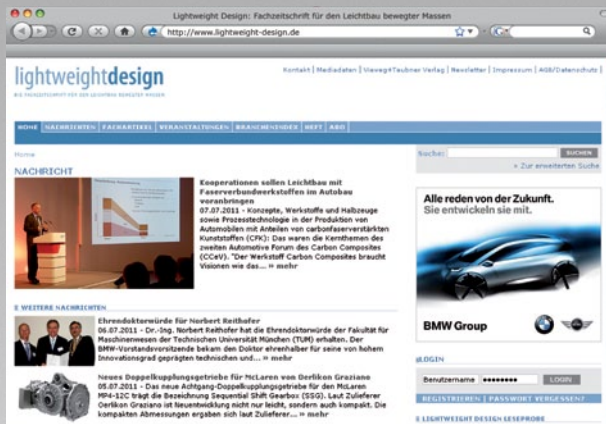 Lightweight Design: Fachzeitschrift für den Leichtbau bewegter Massen
http://www.lightweight-design.de
lightweightdesign
DIE FACHZEITSCHRIFT FÜR DEN LEICHTBAU BEWEGTER MASSEN
Kontakt | Mediadaten | Vieweg+Teubner Verlag | Newsletter | Impressum | AGB/Datenschutz |
HOME NACHRICHTEN FACHARTIKEL VERANSTALTUNGEN BRANCHENINDEX HEFT ABO
Home
Suche: SUCHEN
» Zur erweiterten Suche
NACHRICHT
Kooperationen sollen Leichtbau mit
Faserverbundwerkstoffen im Autobau
voranbringen
07.07.2011 - Konzepte, Werkstoffe und Halbzeuge
sowie Prozesstechnologie in der Produktion von
Automobilen mit Anteilen von carbonfaserverstärkten
Kunststoffen (CFK): Das waren die Kernthemen des
zweiten Automotive Forum des Carbon Composites
(CCeV). "Der Werkstoff Carbon Composites braucht
Visionen wie das... » mehr
WEITERE NACHRICHTEN
Ehrendoktorwürde für Norbert Reithofer
06.07.2011 - Dr.-Ing. Norbert Reithofer hat die Ehrendoktorwürde der Fakultät für
Maschinenwesen der Technischen Universität München (TUM) erhalten. Der
BMW-Vorstandsvorsitzende bekam den Doktor ehrenhalber für seine von hohem
Innovationsgrad geprägten technischen und... » mehr
Neues Doppelkupplungsgetriebe für McLaren von Oerlikon Graziano
05.07.2011 - Das neue Achtgang-Doppelkupplungsgetriebe für den McLaren
MP4-12C trägt die Bezeichnung Sequential Shift Gearbox (SSG). Laut Zulieferer
Oerlikon Graziano ist Neuentwicklung nicht nur leicht, sondern auch kompakt. Die
kompakten Abmessungen ergaben sich laut Zulieferer... » mehr
Alle reden von der Zukunft.
Sie entwickeln sie mit.
BMW Group
LOGIN
Benutzername •••••••• LOGIN
REGISTRIEREN | PASSWORT VERGESSEN?
LIGHTWEIGHT DESIGN LESEPROBE